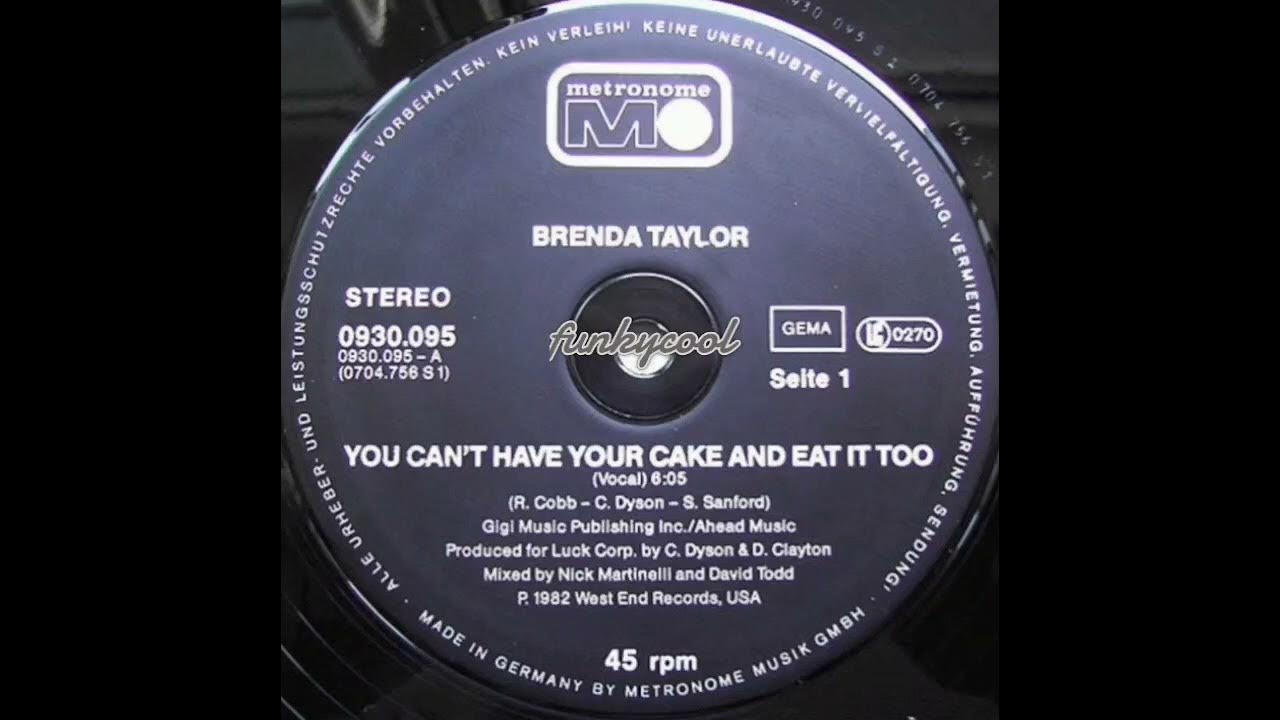 ALLE URHEBER- UND LEISTUNGSSCHUTZRECHTE VORBEHALTEN. KEIN VERLEIH! KEINE UNERLAUBTE VERVIELFÄLTIGUNG, VERMIETUNG, AUFFÜHRUNG, SENDUNG!
metronome
MO
BRENDA TAYLOR
STEREO
0930.095
0930.095 – A
(0704.756 S 1)
GEMA
LC 0270
Seite 1
funkycool
YOU CAN'T HAVE YOUR CAKE AND EAT IT TOO
(Vocal) 6:05
(R. Cobb – C. Dyson – S. Sanford)
Gigi Music Publishing Inc./Ahead Music
Produced for Luck Corp. by C. Dyson & D. Clayton
Mixed by Nick Martinelli and David Todd
P. 1982 West End Records, USA
45 rpm
· MADE IN GERMANY BY METRONOME MUSIK GMBH ·